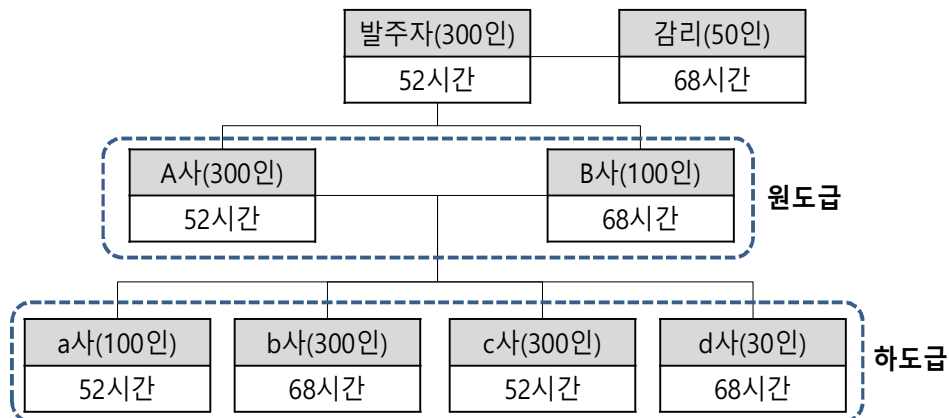 발주자(300인)
52시간
감리(50인)
68시간
A사(300인)
52시간
B사(100인)
68시간
원도급
a사(100인)
52시간
b사(300인)
68시간
c사(300인)
52시간
d사(30인)
68시간
하도급